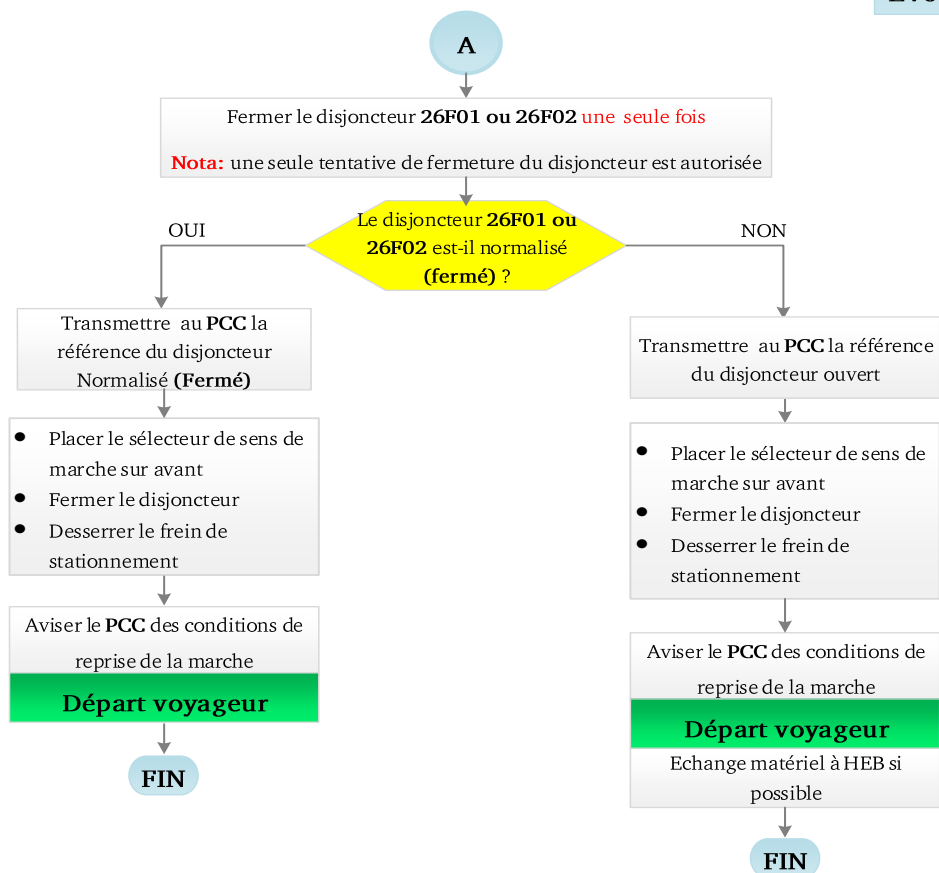 A
Fermer le disjoncteur 26F01 ou 26F02 une seule fois
Nota: une seule tentative de fermeture du disjoncteur est autorisée
Le disjoncteur 26F01 ou
26F02 est-il normalisé
(fermé) ?
OUI
NON
Transmettre au PCC la
référence du disjoncteur
Normalisé (Fermé)
• Placer le sélecteur de sens de
marche sur avant
• Fermer le disjoncteur
• Desserrer le frein de
stationnement
Aviser le PCC des conditions de
reprise de la marche
Départ voyageur
FIN
Transmettre au PCC la référence
du disjoncteur ouvert
• Placer le sélecteur de sens de
marche sur avant
• Fermer le disjoncteur
• Desserrer le frein de
stationnement
Aviser le PCC des conditions de
reprise de la marche
Départ voyageur
Echange matériel à HEB si
possible
FIN